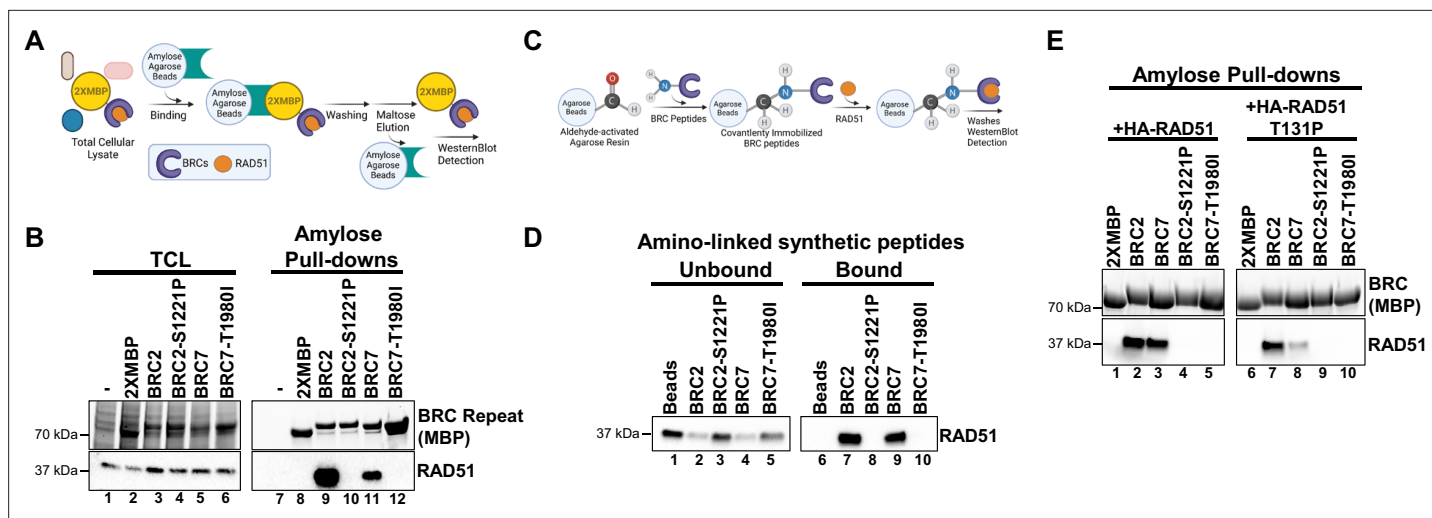 A
Amylose
Agarose
Beads
2XMBP
Total Cellular
Lysate
Binding
Amylose
Agarose
Beads
2XMBP
Washing
Maltose
Elution
Amylose
Agarose
Beads
2XMBP
WesternBlot
Detection
BRCs
RAD51
B
TCL
Amylose
Pull-downs
-
2XMBP
BRC2
BRC2-S1221P
BRC7
BRC7-T1980I
-
2XMBP
BRC2
BRC2-S1221P
BRC7
BRC7-T1980I
70 kDa
BRC Repeat
(MBP)
37 kDa
RAD51
1 2 3 4 5 6
7 8 9 10 11 12
C
Agarose
Beads
O
C
H
Aldehyde-activated
Agarose Resin
H
H
N
BRC Peptides
Agarose
Beads
C
H
H
N
H
Covantlently Immobilized
BRC peptides
RAD51
Agarose
Beads
C
H
H
N
H
Washes
WesternBlot
Detection
D
Amino-linked synthetic peptides
Unbound
Bound
Beads
BRC2
BRC2-S1221P
BRC7
BRC7-T1980I
Beads
BRC2
BRC2-S1221P
BRC7
BRC7-T1980I
37 kDa
RAD51
1 2 3 4 5
6 7 8 9 10
E
Amylose Pull-downs
+HA-RAD51
+HA-RAD51
T131P
2XMBP
BRC2
BRC7
BRC2-S1221P
BRC7-T1980I
2XMBP
BRC2
BRC7
BRC2-S1221P
BRC7-T1980I
70 kDa
BRC
(MBP)
37 kDa
RAD51
1 2 3 4 5
6 7 8 9 10